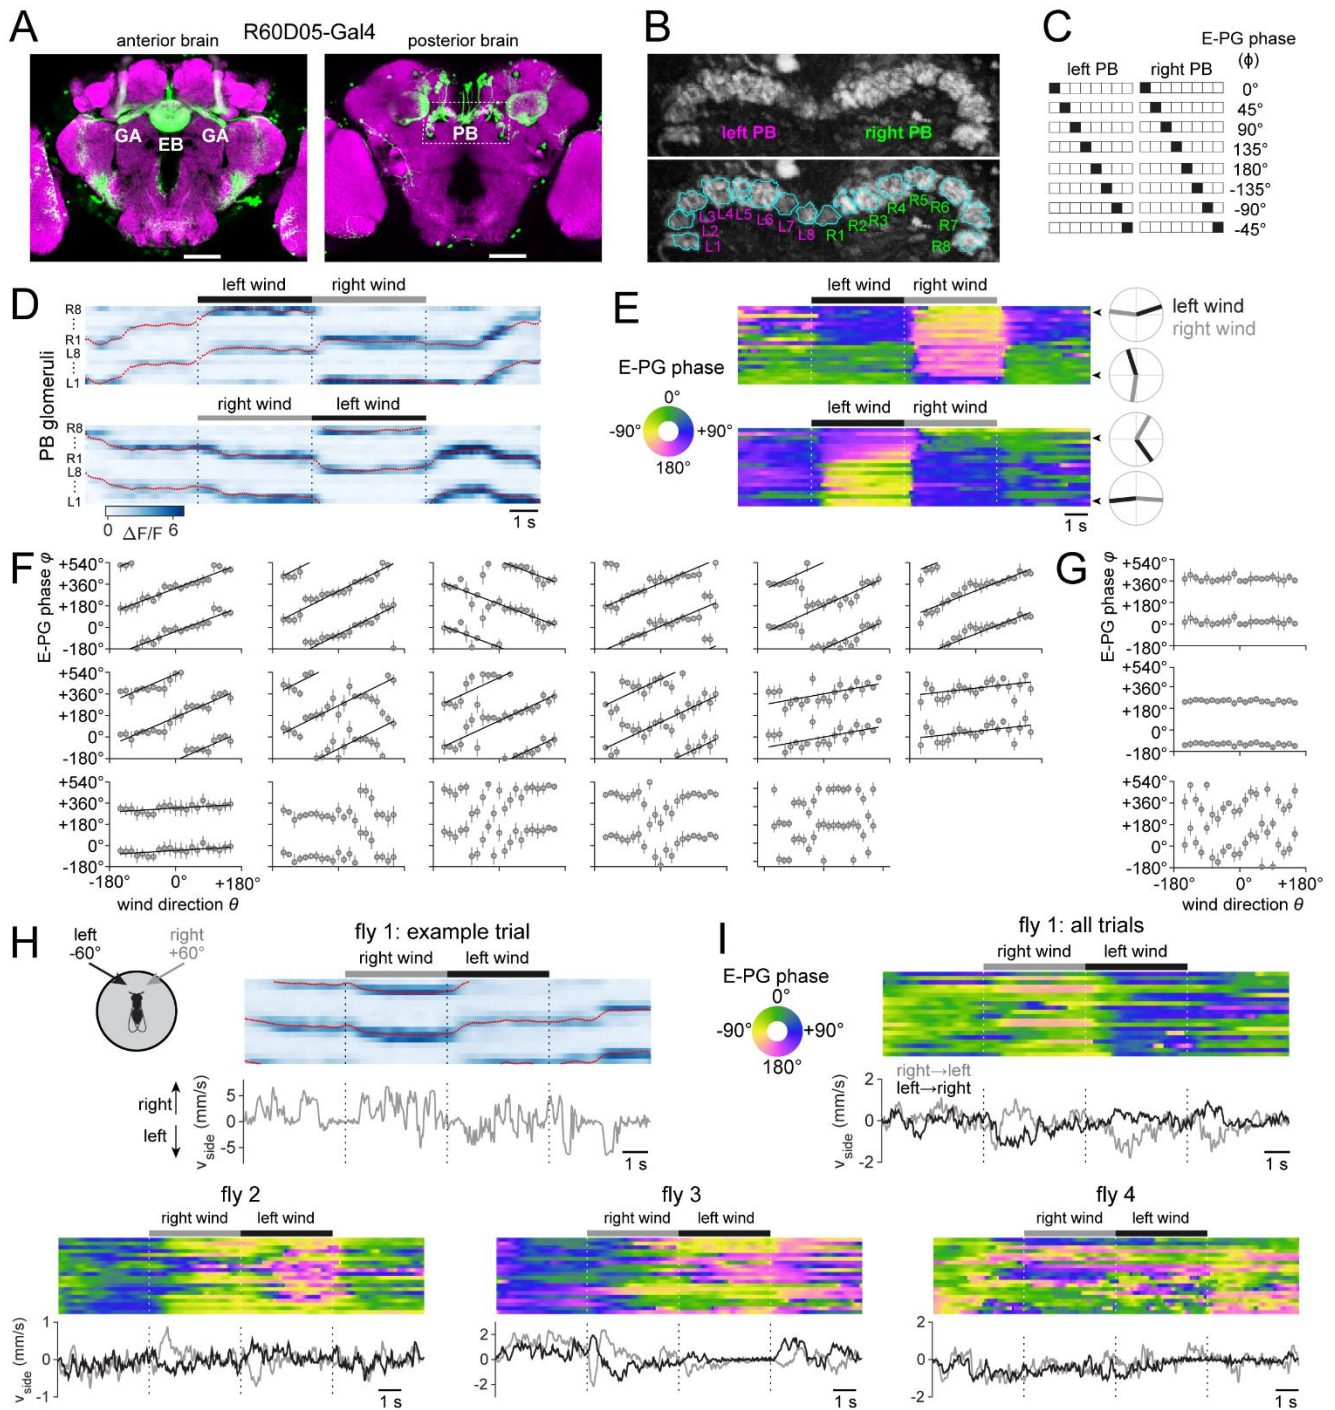 A
R60D05-Gal4
anterior brain
posterior brain
GA
EB
GA
PB
B
left PB
right PB
L1
L2
L3
L4
L5
L6
L7
L8
R1
R2
R3
R4
R5
R6
R7
R8
C
E-PG phase
(ϕ)
left PB
right PB
0°
45°
90°
135°
180°
-135°
-90°
-45°
D
left wind
right wind
PB glomeruli
R8
R1
L8
L1
right wind
left wind
R8
R1
L8
L1
0
6
ΔF/F
1 s
E
left wind
right wind
left wind
right wind
E-PG phase
0°
-90°
+90°
180°
left wind
right wind
1 s
F
E-PG phase φ
+540°
+360°
+180°
0°
-180°
+540°
+360°
+180°
0°
-180°
+540°
+360°
+180°
0°
-180°
-180°
0°
+180°
wind direction θ
G
E-PG phase φ
+540°
+360°
+180°
0°
-180°
+540°
+360°
+180°
0°
-180°
+540°
+360°
+180°
0°
-180°
-180°
0°
+180°
wind direction θ
H
left
-60°
right
+60°
fly 1: example trial
right wind
left wind
right
left
v side (mm/s)
5
0
-5
1 s
I
fly 1: all trials
right wind
left wind
E-PG phase
0°
-90°
+90°
180°
right→left
left→right
v side (mm/s)
2
0
-2
1 s
fly 2
right wind
left wind
v side (mm/s)
1
0
-1
1 s
fly 3
right wind
left wind
2
0
-2
1 s
fly 4
right wind
left wind
2
0
-2
1 s